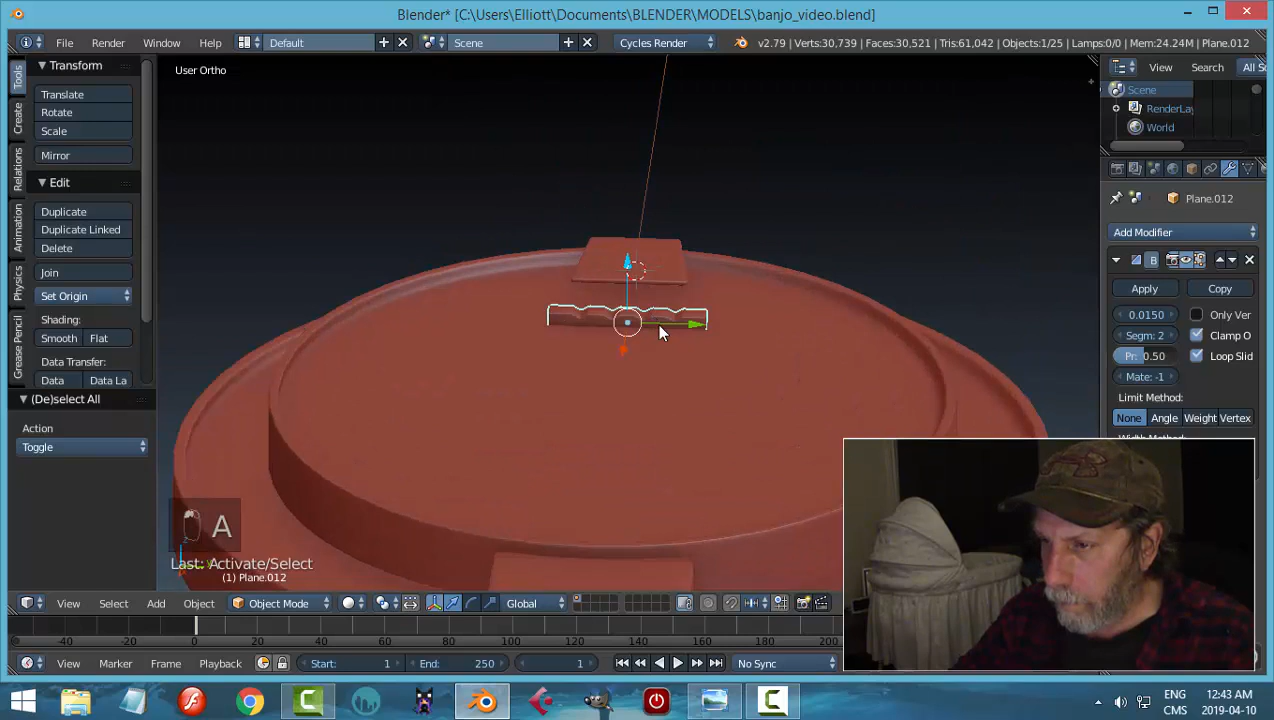 Blender* [C:\Users\Elliott\Documents\BLENDER\MODELS\banjo_video.blend]
File Render Window Help Default Scene Cycles Render v2.79 | Verts:30,739 | Faces:30,521 | Tris:61,042 | Objects:1/25 | Lamps:0/0 | Mem:24.24M | Plane.012
Tools
Create
Relations
Animation
Physics
Grease Pencil
Transform
Translate
Rotate
Scale
Mirror
Edit
Duplicate
Duplicate Linked
Delete
Join
Set Origin
Shading:
Smooth Flat
Data Transfer:
Data Data La
(De)select All
Action
Toggle
User Ortho
A
Last: Activate/Select
(1) Plane.012
View Search All Sc
Scene
RenderLay
World
Plane.012
Add Modifier
B
Apply Copy
0.0150 Only Ver
Segm: 2 Clamp O
Pr: 0.50 Loop Slid
Mate: -1
Limit Method:
None Angle Weight Vertex
View Select Add Object Object Mode Global
-40 -20 0 20 40 60 80 100 120 140 160 180 200
View Marker Frame Playback Start: 1 End: 250 1 No Sync
ENG
CMS
12:43 AM
2019-04-10